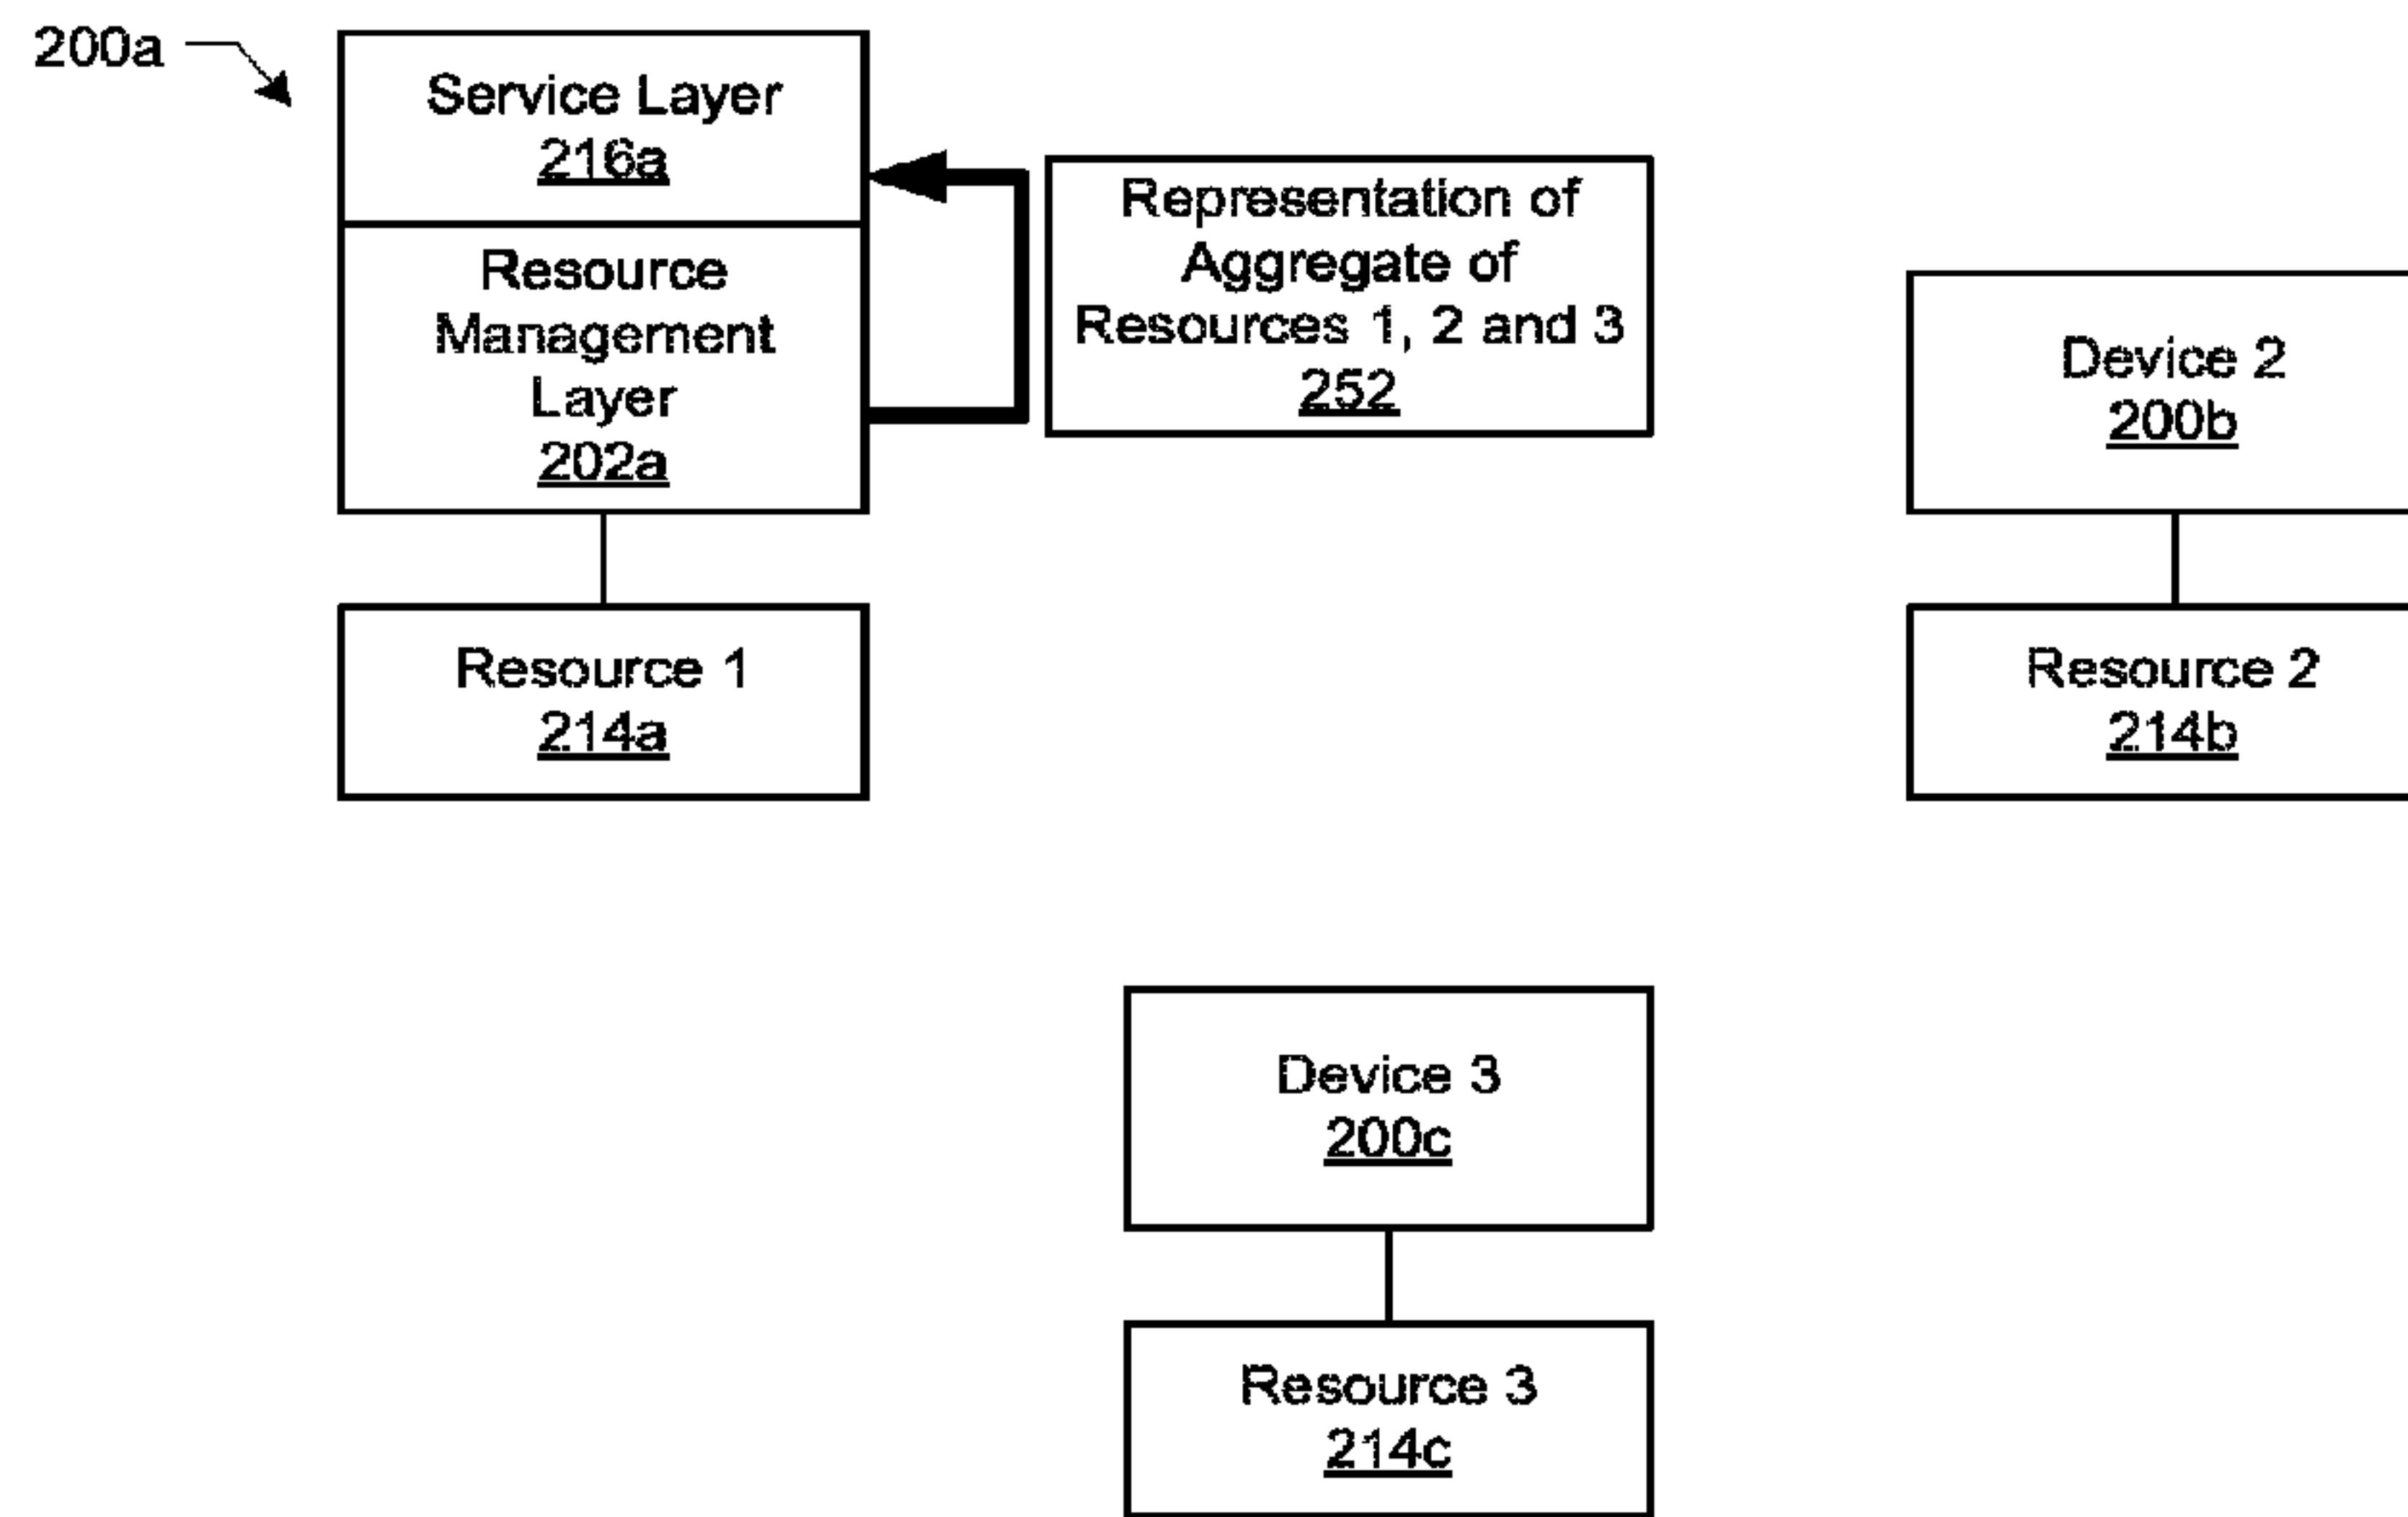 200a
Service Layer
216a
Resource
Management
Layer
202a
Representation of
Aggregate of
Resources 1, 2 and 3
252
Device 2
200b
Resource 1
214a
Resource 2
214b
Device 3
200c
Resource 3
214c